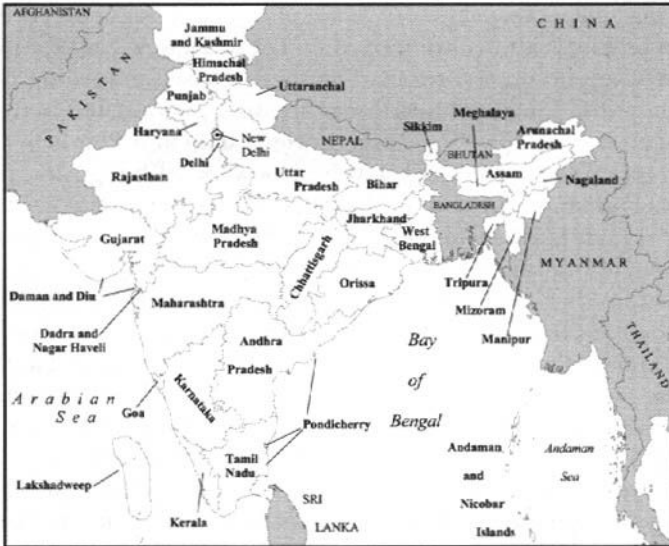 AFGHANISTAN
Jammu
and Kashmir
CHINA
Himachal
Pradesh
PAKISTAN
Punjab
Uttaranchal
Meghalaya
Haryana
New
Delhi
NEPAL
Sikkim
Arunachal
Pradesh
BHUTAN
Delhi
Rajasthan
Uttar
Pradesh
Bihar
Assam
Nagaland
BANGLADESH
Jharkhand
Gujarat
Madhya
Pradesh
West
Bengal
Chhattisgarh
MYANMAR
Tripura
Orissa
Daman and Diu
Maharashtra
Mizoram
Dadra and
Nagar Haveli
Andhra
Pradesh
Manipur
THAILAND
Bay
of
Bengal
Karnataka
Arabian
Sea
Goa
Pondicherry
Tamil
Nadu
Andaman
and
Nicobar
Islands
Andaman
Sea
Lakshadweep
SRI
LANKA
Kerala